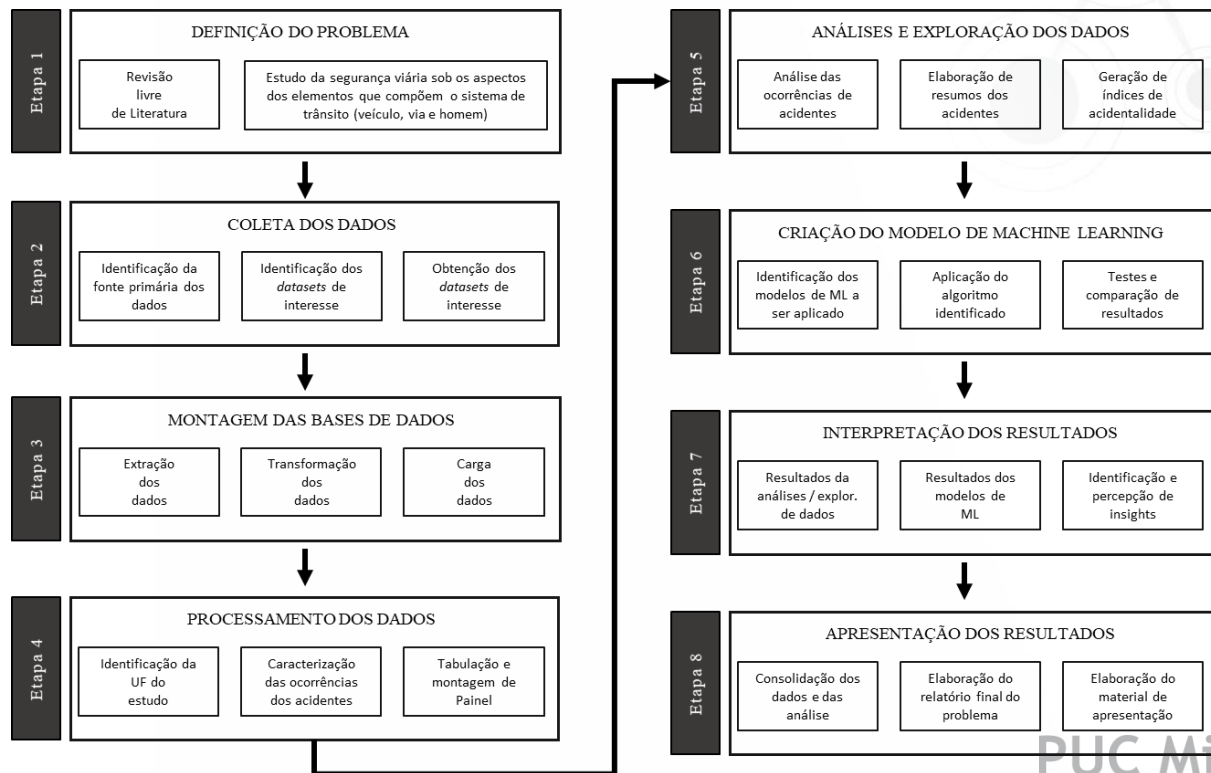 Etapa 1
DEFINIÇÃO DO PROBLEMA
Revisão
livre
de Literatura
Estudo da segurança viária sob os aspectos
dos elementos que compõem o sistema de
trânsito (veículo, via e homem)
Etapa 2
COLETA DOS DADOS
Identificação da
fonte primária dos
dados
Identificação dos
datasets de
interesse
Obtenção dos
datasets de
interesse
Etapa 3
MONTAGEM DAS BASES DE DADOS
Extração
dos
dados
Transformação
dos
dados
Carga
dos
dados
Etapa 4
PROCESSAMENTO DOS DADOS
Identificação da
UF do
estudo
Caracterização
das ocorrências
dos acidentes
Tabulação e
montagem de
Painel
Etapa 5
ANÁLISES E EXPLORAÇÃO DOS DADOS
Análise das
ocorrências de
acidentes
Elaboração de
resumos dos
acidentes
Geração de
índices de
acidentalidade
Etapa 6
CRIAÇÃO DO MODELO DE MACHINE LEARNING
Identificação dos
modelos de ML a
ser aplicado
Aplicação do
algoritmo
identificado
Testes e
comparação de
resultados
Etapa 7
INTERPRETAÇÃO DOS RESULTADOS
Resultados da
análises / explor.
de dados
Resultados dos
modelos de
ML
Identificação e
percepção de
insights
Etapa 8
APRESENTAÇÃO DOS RESULTADOS
Consolidação dos
dados e das
análise
Elaboração do
relatório final do
problema
Elaboração do
material de
apresentação
PUC Mi